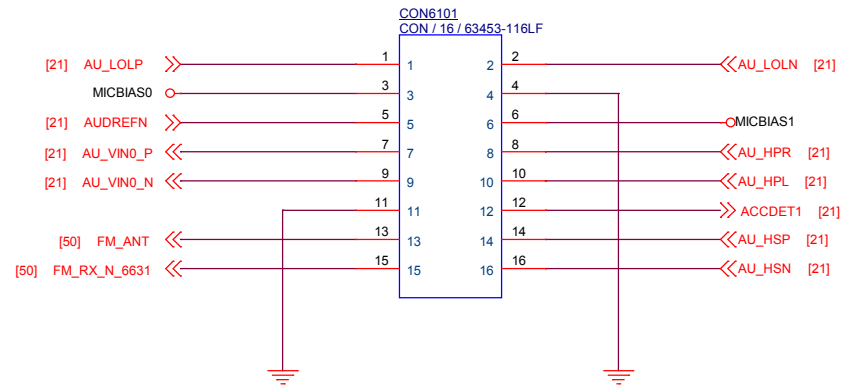 CON6101
CON / 16 / 63453-116LF
[21] AU_LOLP 1 1 2 2 AU_LOLN [21]
MICBIAS0 3 3 4 4
[21] AUDREFN 5 5 6 6 MICBIAS1
[21] AU_VIN0_P 7 7 8 8 AU_HPR [21]
[21] AU_VIN0_N 9 9 10 10 AU_HPL [21]
11 11 12 12 ACCDET1 [21]
[50] FM_ANT 13 13 14 14 AU_HSP [21]
[50] FM_RX_N_6631 15 15 16 16 AU_HSN [21]